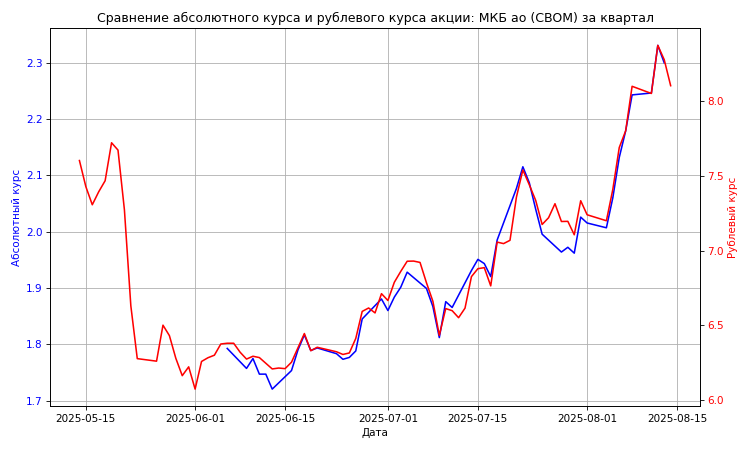 Сравнение абсолютного курса и рублевого курса акции: МКБ ао (CBOM) за квартал
2.3
2.2
2.1
2.0
1.9
1.8
1.7
Абсолютный курс
8.0
7.5
7.0
6.5
6.0
Рублевый курс
2025-05-15 2025-06-01 2025-06-15 2025-07-01 2025-07-15 2025-08-01 2025-08-15
Дата